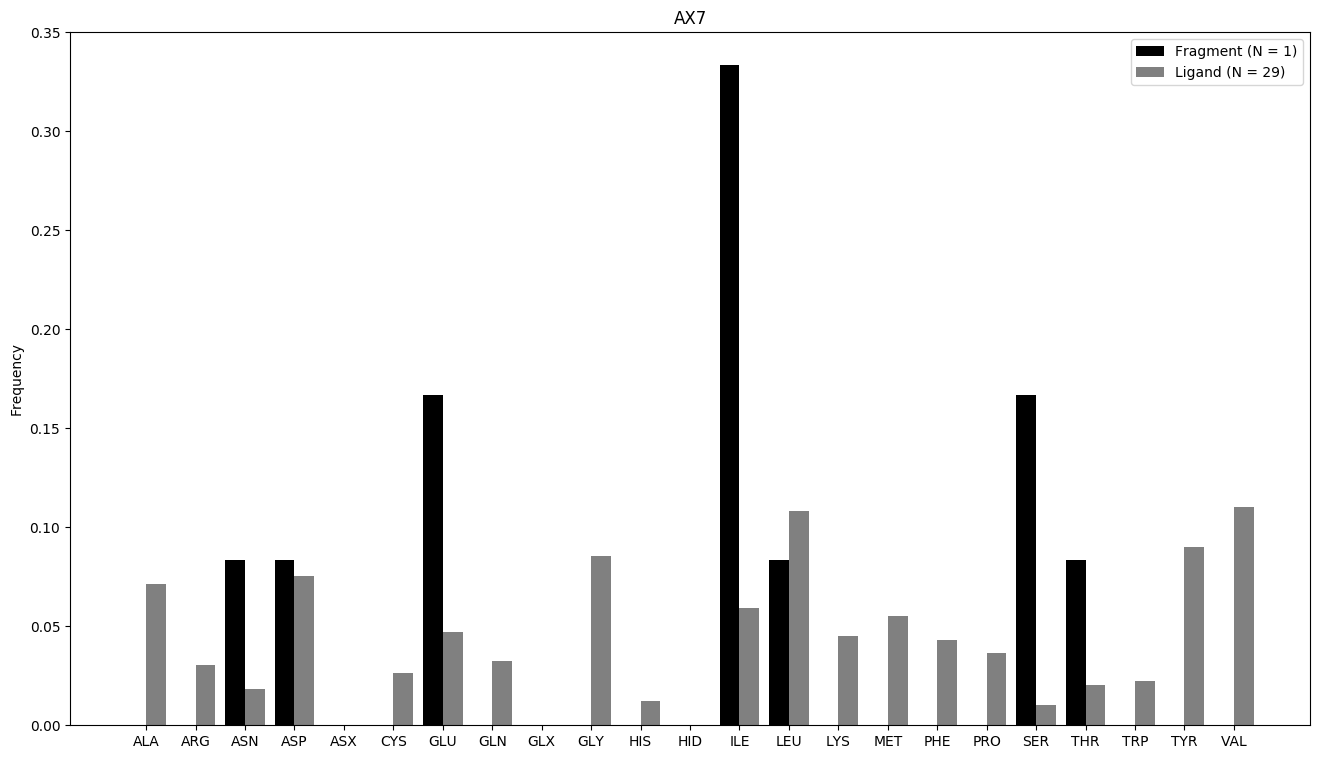 AX7
Fragment (N = 1)
Ligand (N = 29)
Frequency
0.35
0.30
0.25
0.20
0.15
0.10
0.05
0.00
ALA ARG ASN ASP ASX CYS GLU GLN GLX GLY HIS HID ILE LEU LYS MET PHE PRO SER THR TRP TYR VAL